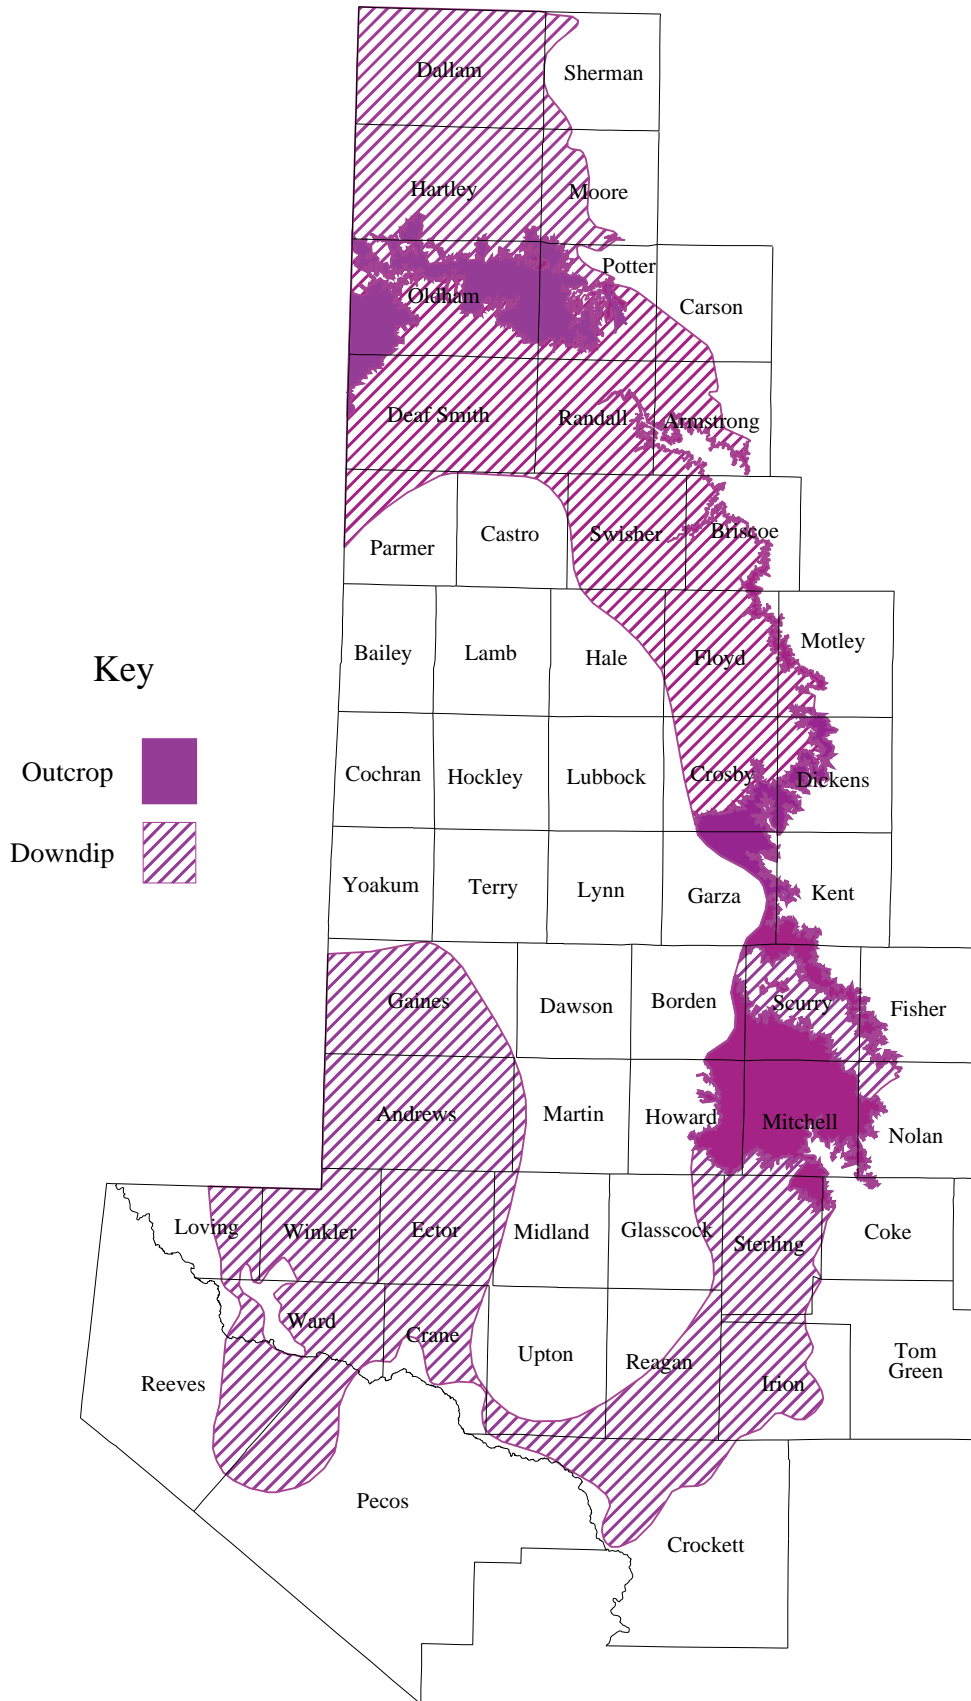 Dallam
Sherman
Hartley
Moore
Potter
Oldham
Carson
Deaf Smith
Randall
Armstrong
Parmer
Castro
Swisher
Briscoe
Bailey
Lamb
Hale
Floyd
Motley
Key
Outcrop
Downdip
Cochran
Hockley
Lubbock
Crosby
Dickens
Yoakum
Terry
Lynn
Garza
Kent
Gaines
Dawson
Borden
Scurry
Fisher
Andrews
Martin
Howard
Mitchell
Nolan
Loving
Winkler
Ector
Midland
Glasscock
Sterling
Coke
Ward
Crane
Upton
Reagan
Irion
Tom
Green
Reeves
Pecos
Crockett